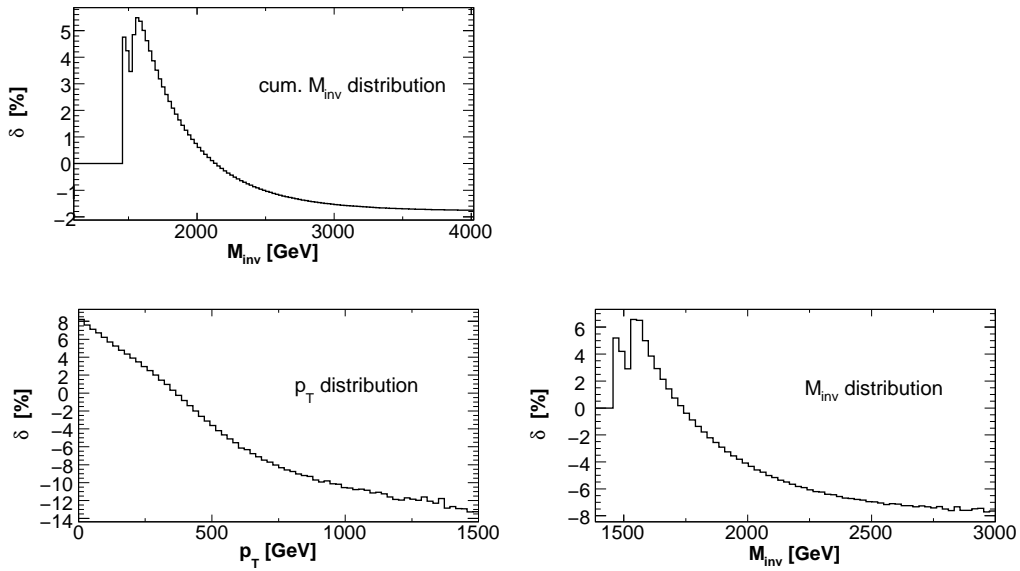 5
4
3
2
1
0
−1
−2
δ [%]
cum. M_inv distribution
2000 3000 4000
M_inv [GeV]
8
6
4
2
0
−2
−4
−6
−8
−10
−12
−14
δ [%]
p_T distribution
0 500 1000 1500
p_T [GeV]
6
4
2
0
−2
−4
−6
−8
δ [%]
M_inv distribution
1500 2000 2500 3000
M_inv [GeV]